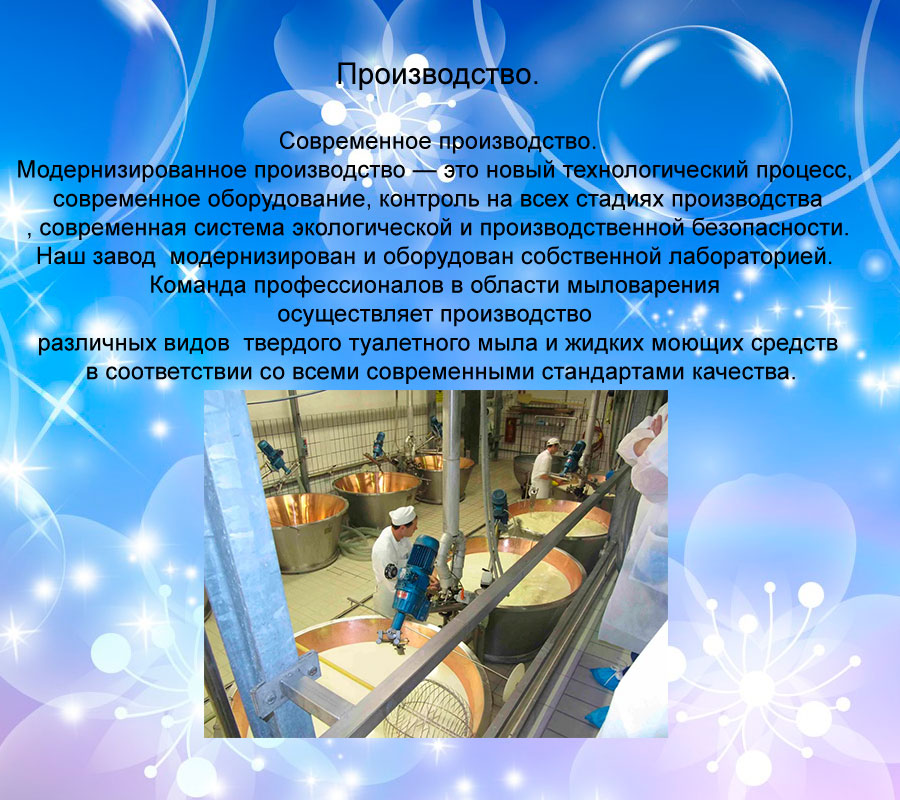 Производство.
Современное производство.
Модернизированное производство — это новый технологический процесс,
современное оборудование, контроль на всех стадиях производства
, современная система экологической и производственной безопасности.
Наш завод  модернизирован и оборудован собственной лабораторией.
Команда профессионалов в области мыловарения
осуществляет производство
различных видов  твердого туалетного мыла и жидких моющих средств
в соответствии со всеми современными стандартами качества.